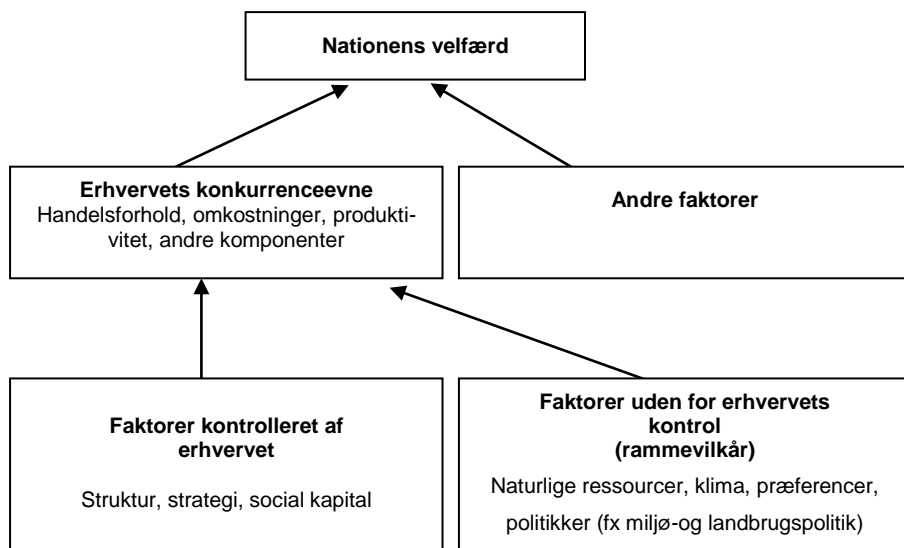 Nationens velfærd
Erhvervets konkurrenceevne
Handelsforhold, omkostninger, produkti-
vitet, andre komponenter
Andre faktorer
Faktorer kontrolleret af
erhvervet
Struktur, strategi, social kapital
Faktorer uden for erhvervets
kontrol
(rammevilkår)
Naturlige ressourcer, klima, præferencer,
politikker (fx miljø-og landbrugspolitik)